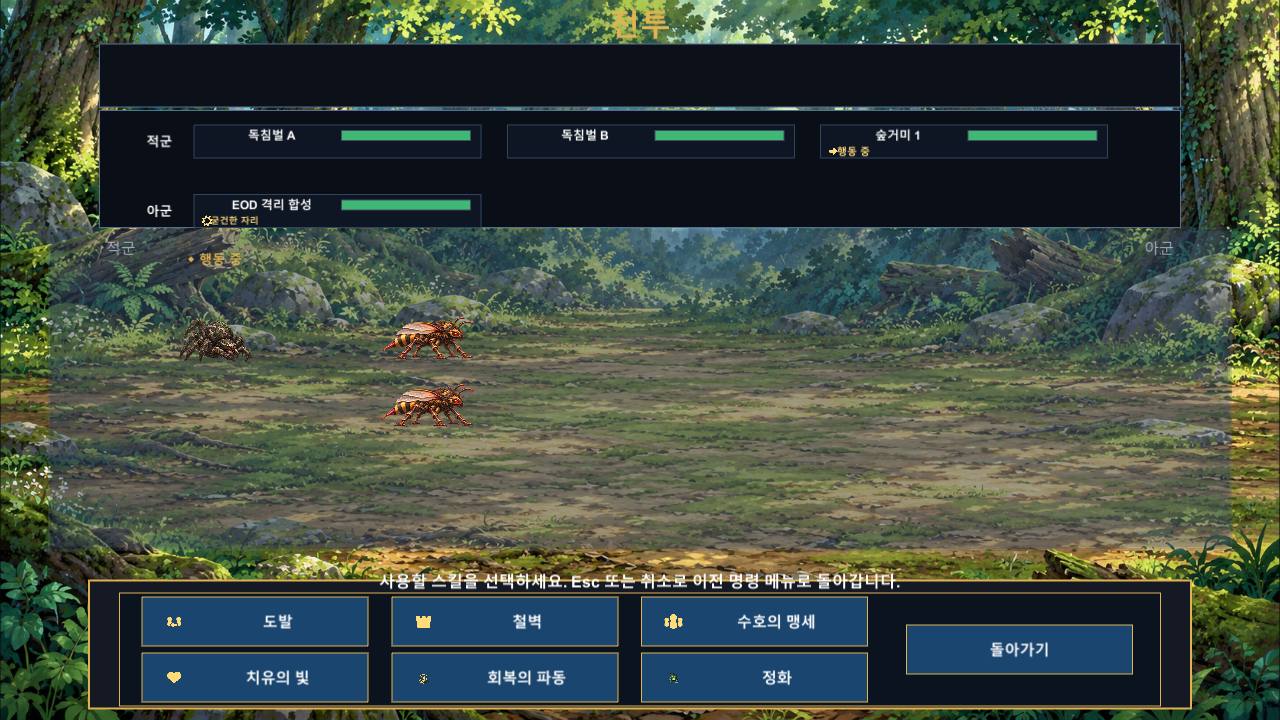 전투
적군 독침벌 A 독침벌 B 숲거미 1
행동 중
아군 EOD 격리 합성
굳건한 자리
적군 아군
행동 중
사용할 스킬을 선택하세요. Esc 또는 취소로 이전 명령 메뉴로 돌아갑니다.
도발 철벽 수호의 맹세
돌아가기
치유의 빛 회복의 파동 정화